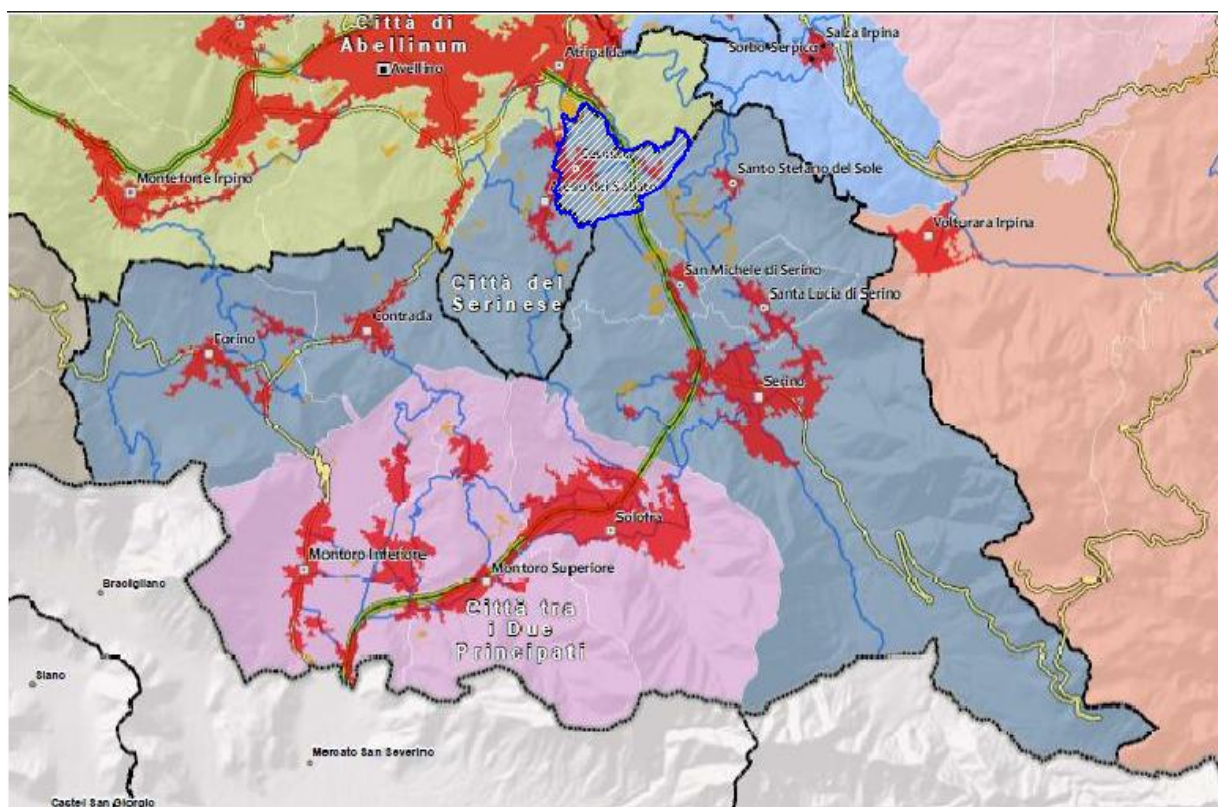 Città di
Abellinum
Avellino
Atripalda
Salza Irpina
Sorbo Serpico
Monteforte Irpino
Santo Stefano del Sole
Volturara Irpina
Città del
Serinese
San Michele di Serino
Santa Lucia di Serino
Contrada
Forino
Serino
Solofra
Montoro Inferiore
Montoro Superiore
Bracigliano
Città tra
i Due
Principati
Siano
Mercato San Severino
Castel San Giorgio